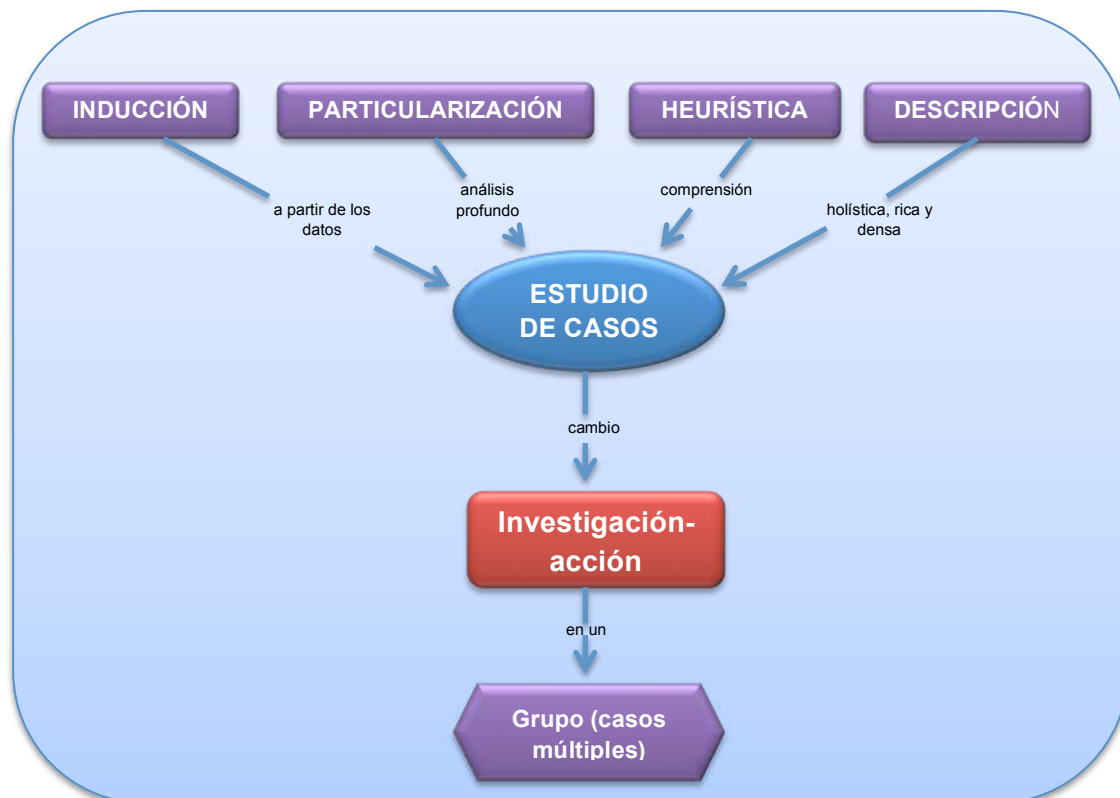 INDUCCIÓN
PARTICULARIZACIÓN
HEURÍSTICA
DESCRIPCIÓN
a partir de los
datos
análisis
profundo
comprensión
holística, rica y
densa
ESTUDIO
DE CASOS
cambio
Investigación-
acción
en un
Grupo (casos
múltiples)